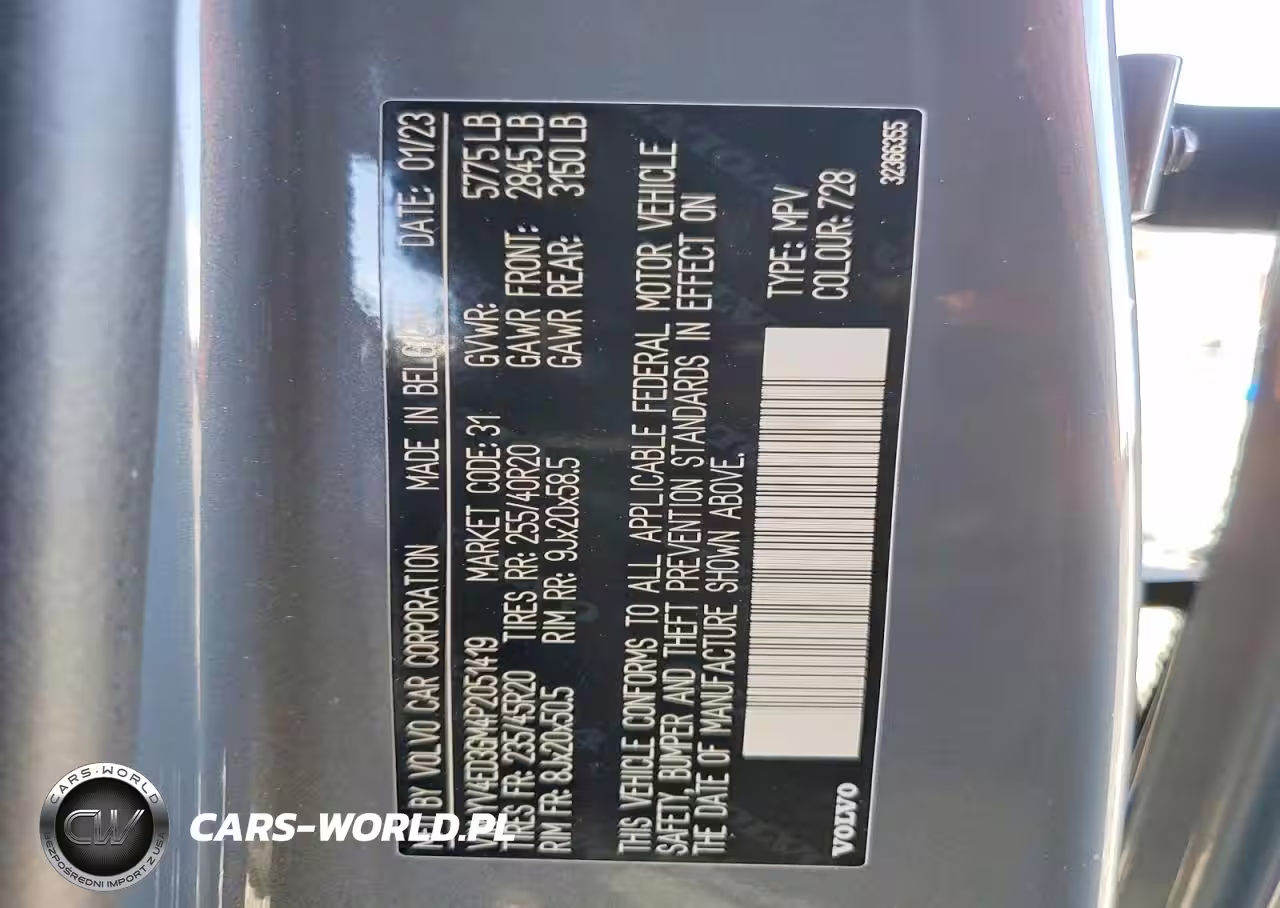 BY VOLVO CAR CORPORATION MADE IN DATE: 01/23
YV4ED3GM4P2051419 MARKET CODE: 31 GVWR: 5775 LB
TIRES FR: 235/45R20 TIRES RR: 255/40R20 GAWR FRONT: 2845 LB
RIM FR: 8Jx20x50.5 RIM RR: 9Jx20x58.5 GAWR REAR: 3150 LB
THIS VEHICLE CONFORMS TO ALL APPLICABLE FEDERAL MOTOR VEHICLE
SAFETY, BUMPER AND THEFT PREVENTION STANDARDS IN EFFECT ON
THE DATE OF MANUFACTURE SHOWN ABOVE.
TYPE: MPV
COLOUR: 728
VOLVO
32366355
CARS-WORLD
CW
BEZPOŚREDNI IMPORT Z USA
CARS-WORLD.PL